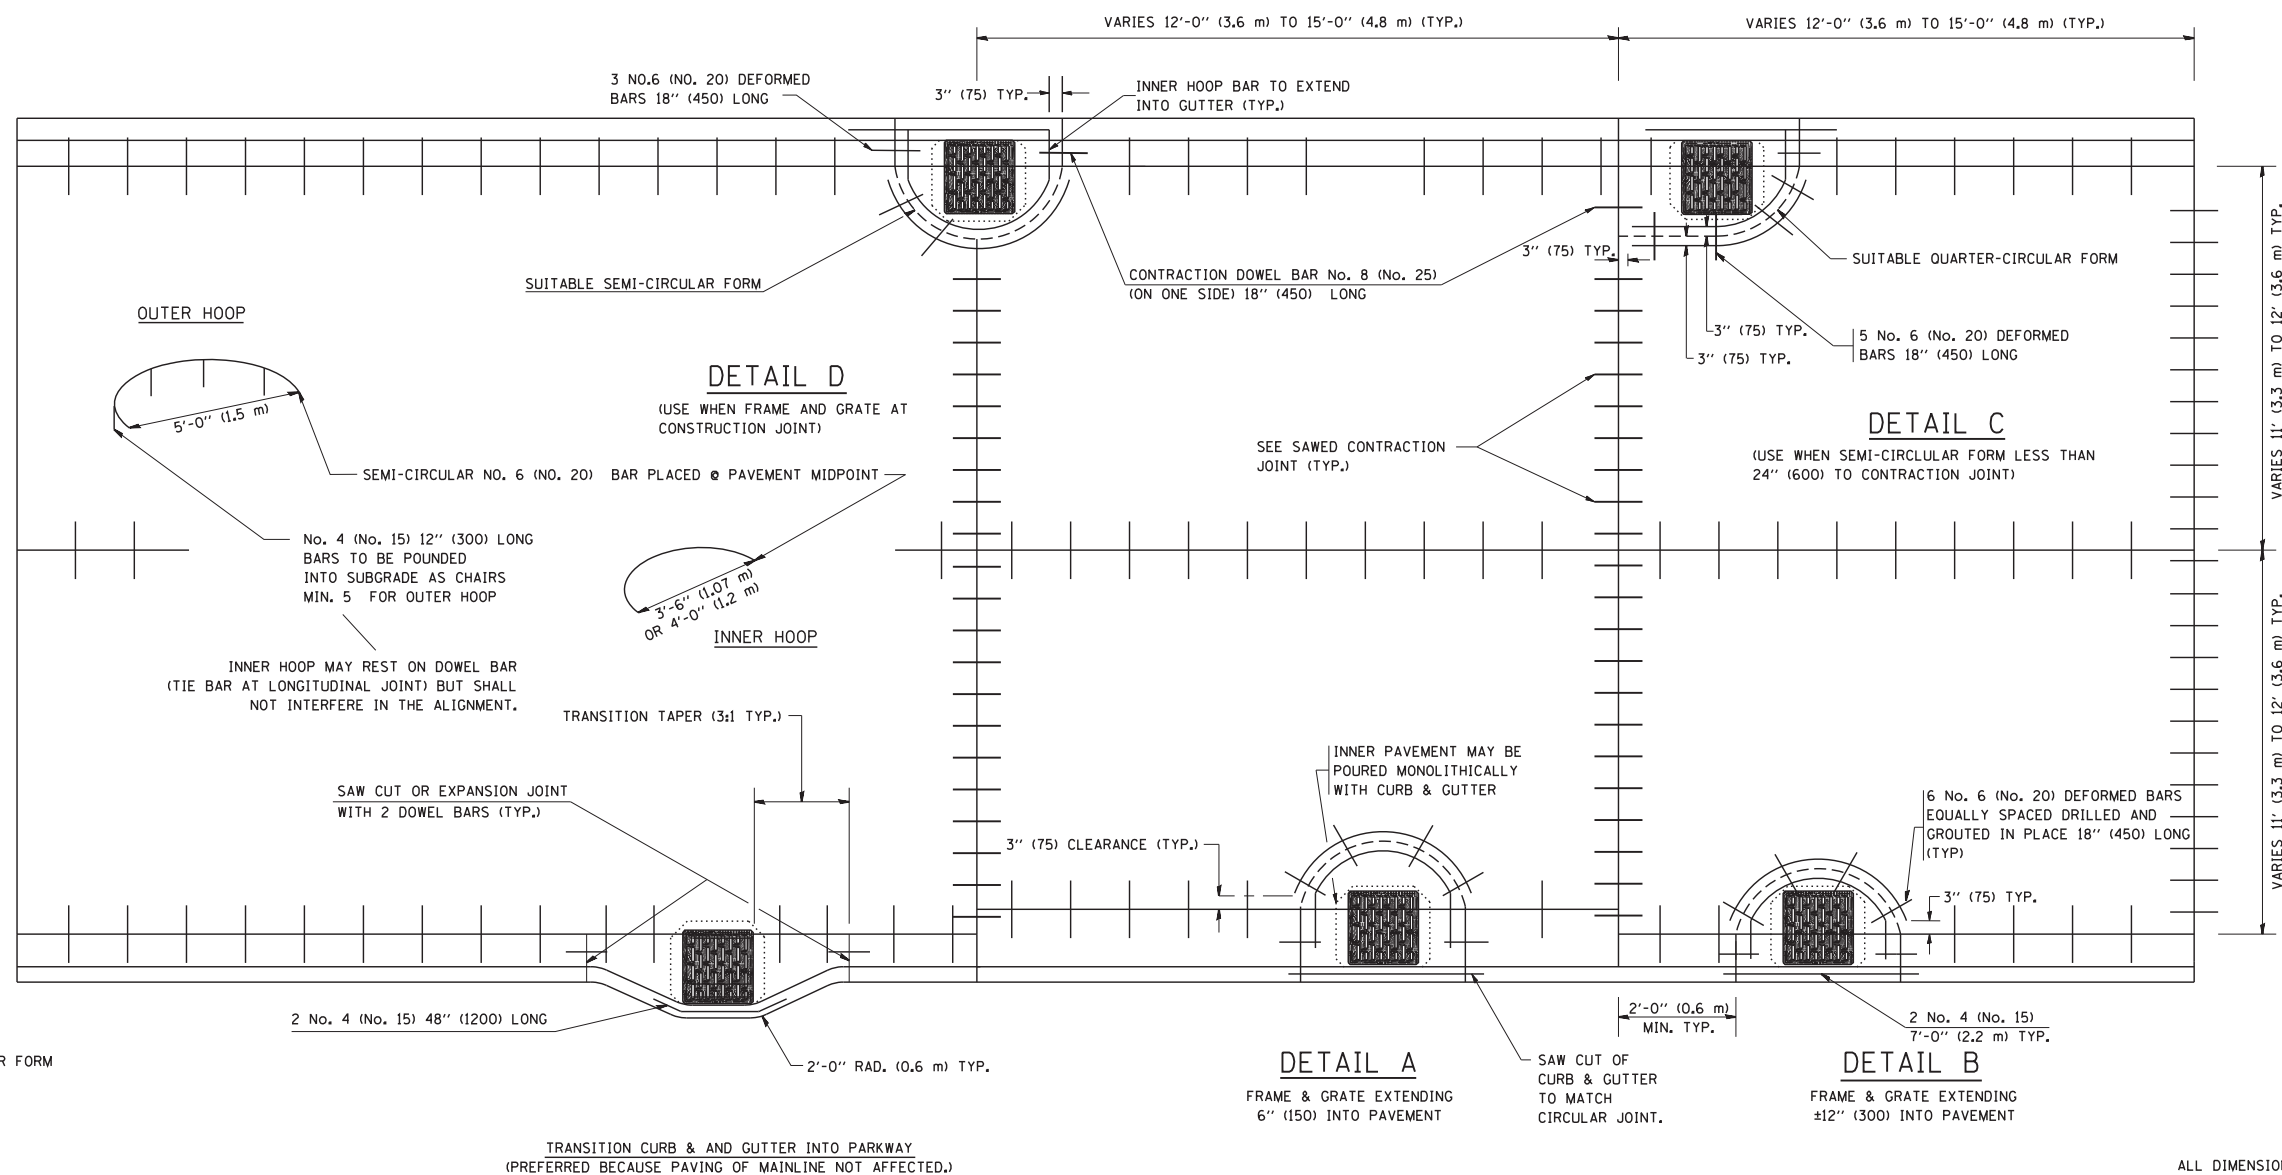 VARIES 12'-0'' (3.6 m) TO 15'-0'' (4.8 m) (TYP.)
VARIES 12'-0'' (3.6 m) TO 15'-0'' (4.8 m) (TYP.)
3 NO.6 (NO. 20) DEFORMED
BARS 18'' (450) LONG
3'' (75) TYP.
INNER HOOP BAR TO EXTEND
INTO GUTTER (TYP.)
SUITABLE SEMI-CIRCULAR FORM
CONTRACTION DOWEL BAR No. 8 (No. 25)
(ON ONE SIDE) 18'' (450) LONG
3'' (75) TYP.
SUITABLE QUARTER-CIRCULAR FORM
3'' (75) TYP.
3'' (75) TYP.
5 No. 6 (No. 20) DEFORMED
BARS 18'' (450) LONG
VARIES 11' (3.3 m) TO 12' (3.6 m) TYP.
OUTER HOOP
5'-0'' (1.5 m)
DETAIL D
(USE WHEN FRAME AND GRATE AT
CONSTRUCTION JOINT)
SEMI-CIRCULAR NO. 6 (NO. 20) BAR PLACED @ PAVEMENT MIDPOINT
SEE SAWED CONTRACTION
JOINT (TYP.)
DETAIL C
(USE WHEN SEMI-CIRCLULAR FORM LESS THAN
24'' (600) TO CONTRACTION JOINT)
No. 4 (No. 15) 12'' (300) LONG
BARS TO BE POUNDED
INTO SUBGRADE AS CHAIRS
MIN. 5 FOR OUTER HOOP
3'-6'' (1.07 m)
OR 4'-0'' (1.2 m)
INNER HOOP
INNER HOOP MAY REST ON DOWEL BAR
(TIE BAR AT LONGITUDINAL JOINT) BUT SHALL
NOT INTERFERE IN THE ALIGNMENT.
TRANSITION TAPER (3:1 TYP.)
VARIES 11' (3.3 m) TO 12' (3.6 m) TYP.
SAW CUT OR EXPANSION JOINT
WITH 2 DOWEL BARS (TYP.)
INNER PAVEMENT MAY BE
POURED MONOLITHICALLY
WITH CURB & GUTTER
3'' (75) CLEARANCE (TYP.)
6 No. 6 (No. 20) DEFORMED BARS
EQUALLY SPACED DRILLED AND
GROUTED IN PLACE 18'' (450) LONG
(TYP)
3'' (75) TYP.
2 No. 4 (No. 15) 48'' (1200) LONG
2'-0'' RAD. (0.6 m) TYP.
2'-0'' (0.6 m)
MIN. TYP.
2 No. 4 (No. 15)
7'-0'' (2.2 m) TYP.
R FORM
DETAIL A
FRAME & GRATE EXTENDING
6'' (150) INTO PAVEMENT
SAW CUT OF
CURB & GUTTER
TO MATCH
CIRCULAR JOINT.
DETAIL B
FRAME & GRATE EXTENDING
±12'' (300) INTO PAVEMENT
TRANSITION CURB & AND GUTTER INTO PARKWAY
(PREFERRED BECAUSE PAVING OF MAINLINE NOT AFFECTED.)
ALL DIMENSIO